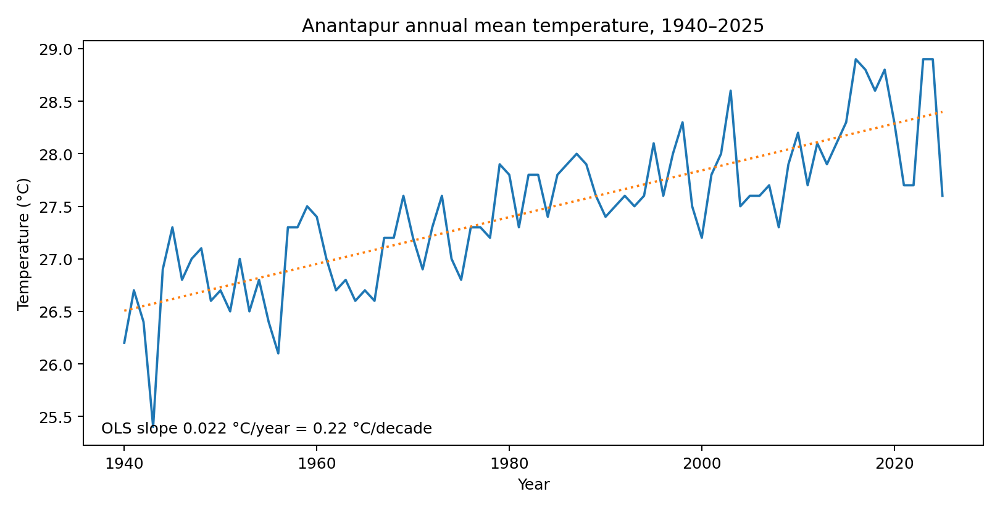 Anantapur annual mean temperature, 1940–2025
Temperature (°C)
29.0
28.5
28.0
27.5
27.0
26.5
26.0
25.5
OLS slope 0.022 °C/year = 0.22 °C/decade
1940 1960 1980 2000 2020
Year